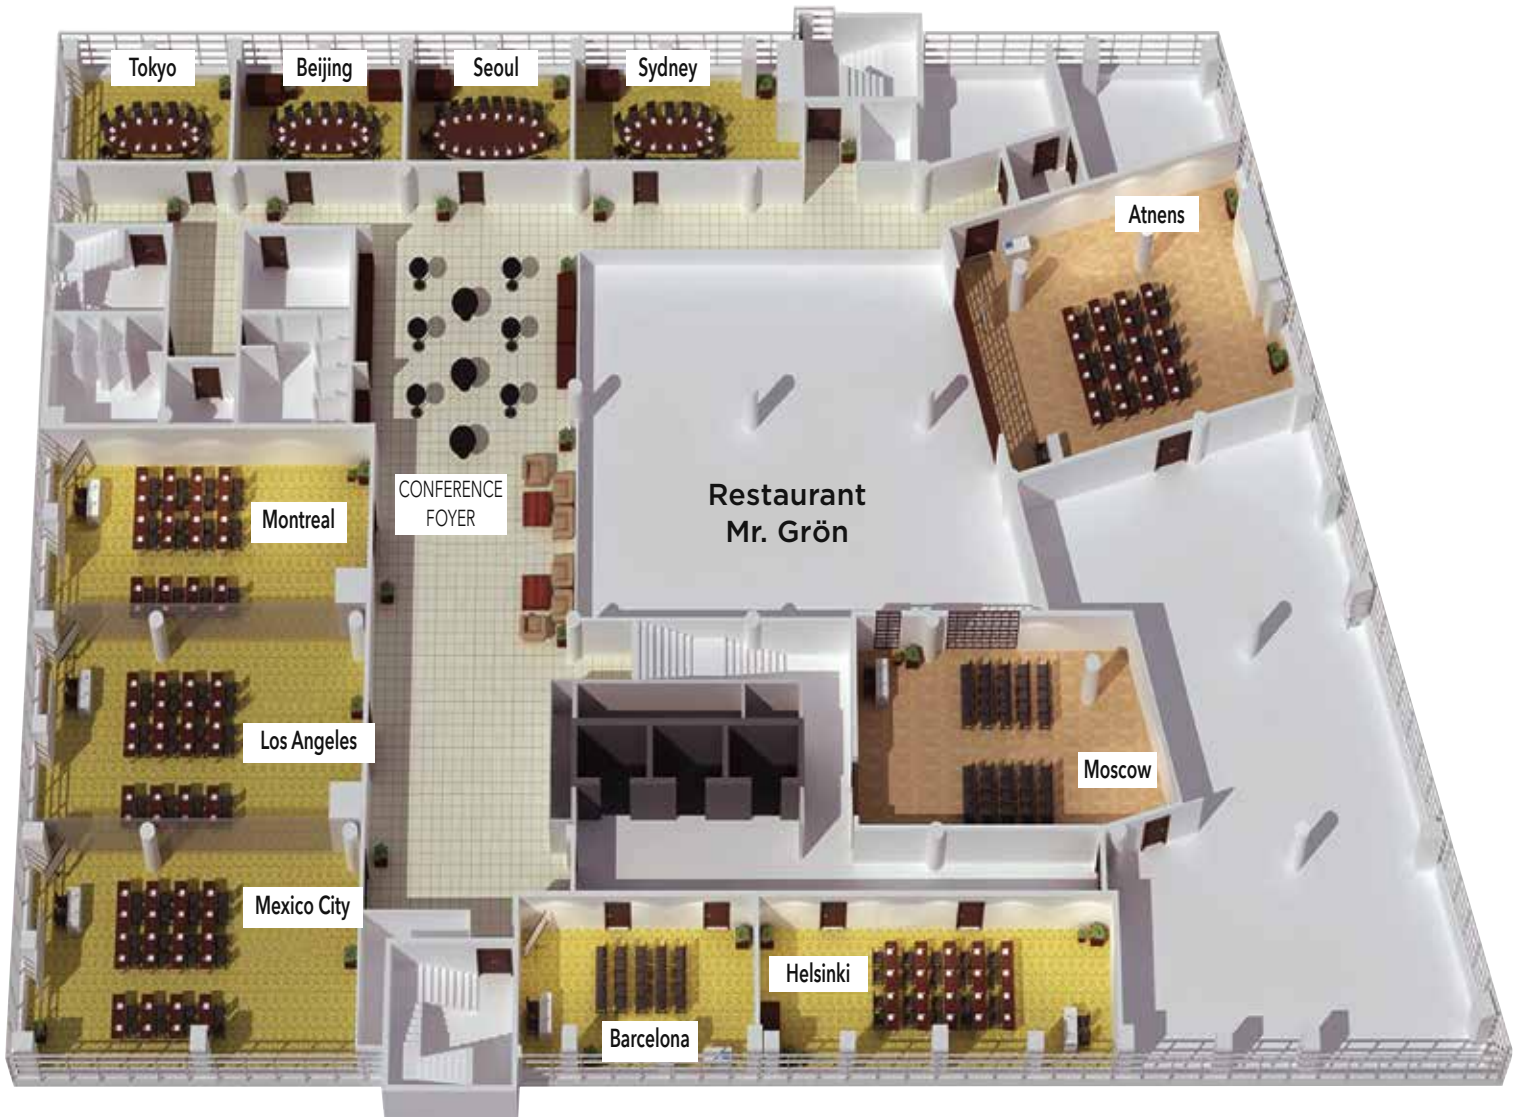 Tokyo
Beijing
Seoul
Sydney
Atnens
CONFERENCE
FOYER
Restaurant
Mr. Grön
Montreal
Los Angeles
Moscow
Mexico City
Helsinki
Barcelona